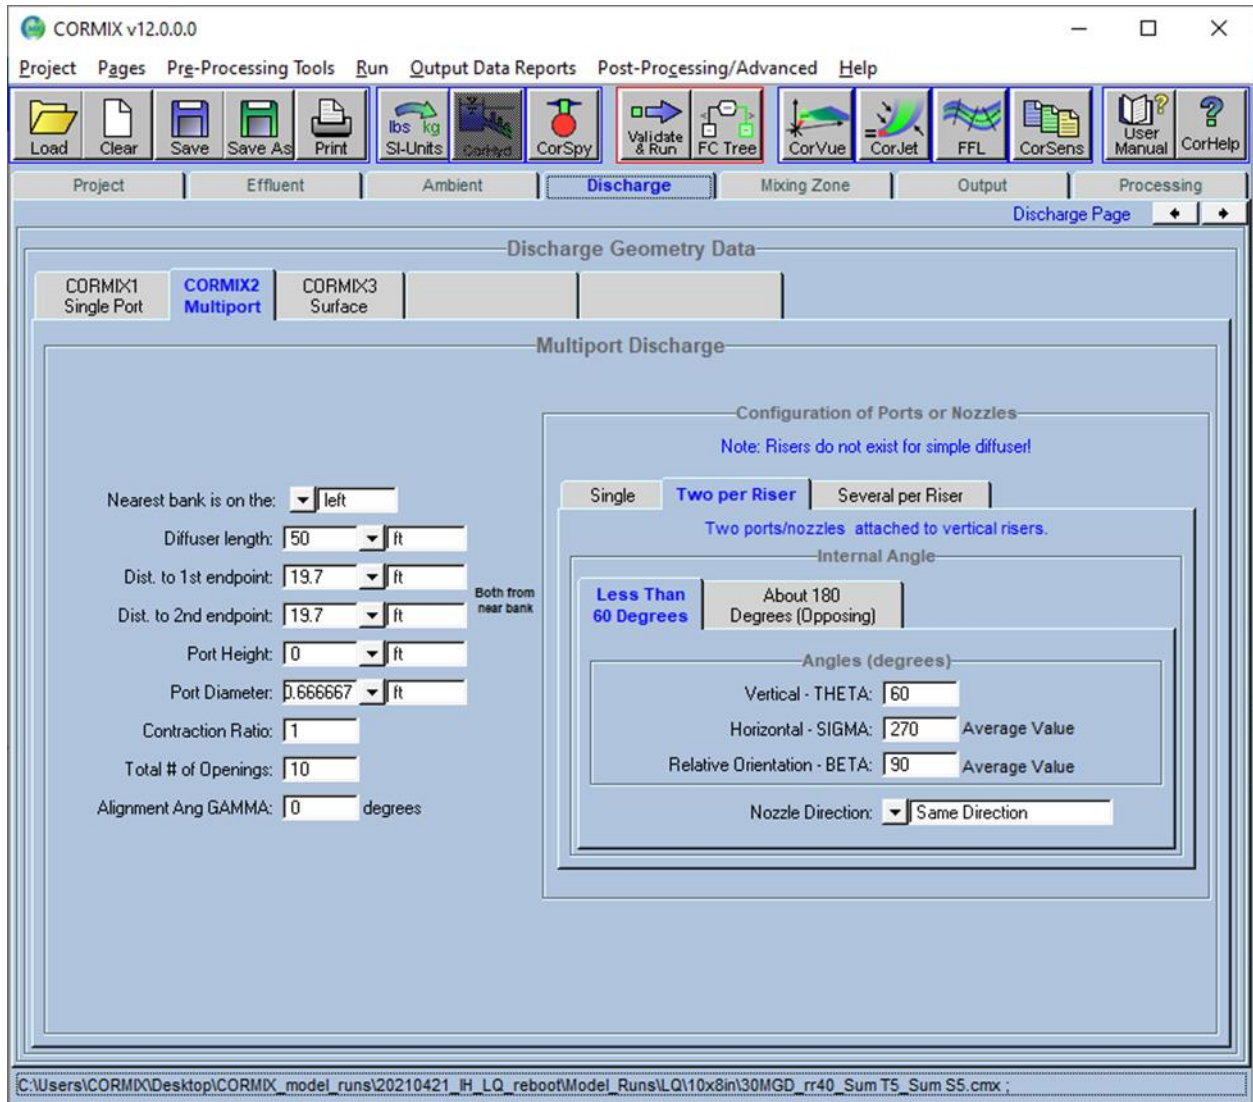 CORMIX v12.0.0.0
Project Pages Pre-Processing Tools Run Output Data Reports Post-Processing/Advanced Help
lbs kg
Load Clear Save Save As Print SI-Units CorHyd CorSpy Validate & Run FC Tree CorVue CorJet FFL CorSens User Manual CorHelp
Project Effluent Ambient Discharge Mixing Zone Output Processing
Discharge Page
Discharge Geometry Data
CORMIX1 Single Port
CORMIX2 Multiport
CORMIX3 Surface
Multiport Discharge
Nearest bank is on the: left
Diffuser length: 50 ft
Dist. to 1st endpoint: 19.7 ft
Dist. to 2nd endpoint: 19.7 ft
Both from near bank
Port Height: 0 ft
Port Diameter: 0.666667 ft
Contraction Ratio: 1
Total # of Openings: 10
Alignment Ang GAMMA: 0 degrees
Configuration of Ports or Nozzles
Note: Risers do not exist for simple diffuser!
Single Two per Riser Several per Riser
Two ports/nozzles attached to vertical risers.
Internal Angle
Less Than 60 Degrees
About 180 Degrees (Opposing)
Angles (degrees)
Vertical - THETA: 60
Horizontal - SIGMA: 270 Average Value
Relative Orientation - BETA: 90 Average Value
Nozzle Direction: Same Direction
C:\Users\CORMIX\Desktop\CORMIX_model_runs\20210421_IH_LQ_reboot\Model_Runs\LQ\10x8in\30MGD_rr40_Sum T5_Sum S5.cmx ;